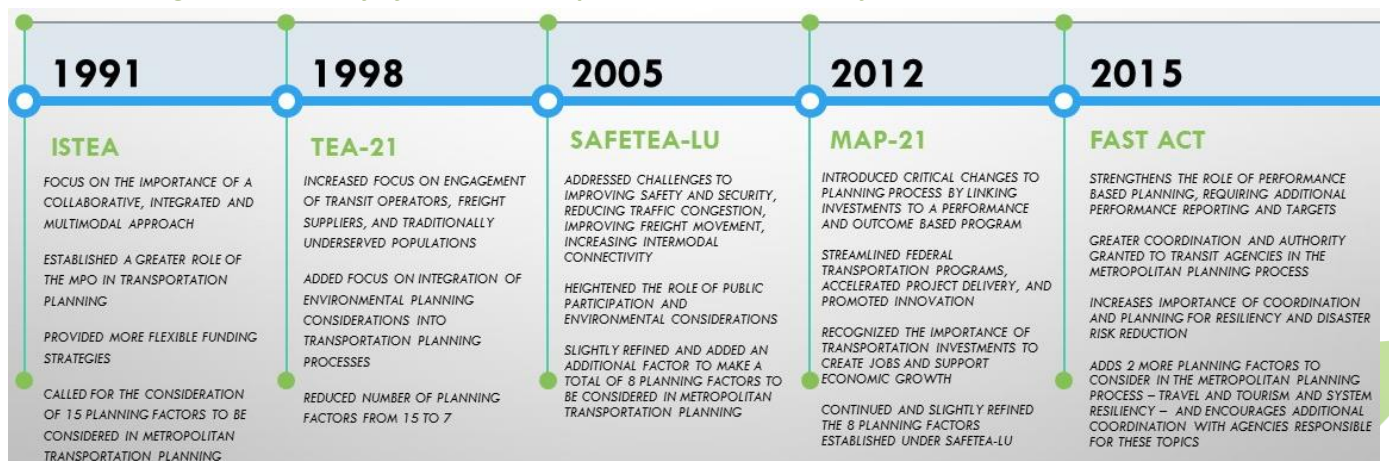 1991
ISTEA
FOCUS ON THE IMPORTANCE OF A
COLLABORATIVE, INTEGRATED AND
MULTIMODAL APPROACH
ESTABLISHED A GREATER ROLE OF
THE MPO IN TRANSPORTATION
PLANNING
PROVIDED MORE FLEXIBLE FUNDING
STRATEGIES
CALLED FOR THE CONSIDERATION
OF 15 PLANNING FACTORS TO BE
CONSIDERED IN METROPOLITAN
TRANSPORTATION PLANNING
1998
TEA-21
INCREASED FOCUS ON ENGAGEMENT
OF TRANSIT OPERATORS, FREIGHT
SUPPLIERS, AND TRADITIONALLY
UNDERSERVED POPULATIONS
ADDED FOCUS ON INTEGRATION OF
ENVIRONMENTAL PLANNING
CONSIDERATIONS INTO
TRANSPORTATION PLANNING
PROCESSES
REDUCED NUMBER OF PLANNING
FACTORS FROM 15 TO 7
2005
SAFETEA-LU
ADDRESSED CHALLENGES TO
IMPROVING SAFETY AND SECURITY,
REDUCING TRAFFIC CONGESTION,
IMPROVING FREIGHT MOVEMENT,
INCREASING INTERMODAL
CONNECTIVITY
HEIGHTENED THE ROLE OF PUBLIC
PARTICIPATION AND
ENVIRONMENTAL CONSIDERATIONS
SLIGHTLY REFINED AND ADDED AN
ADDITIONAL FACTOR TO MAKE A
TOTAL OF 8 PLANNING FACTORS TO
BE CONSIDERED IN METROPOLITAN
TRANSPORTATION PLANNING
2012
MAP-21
INTRODUCED CRITICAL CHANGES TO
PLANNING PROCESS BY LINKING
INVESTMENTS TO A PERFORMANCE
AND OUTCOME BASED PROGRAM
STREAMLINED FEDERAL
TRANSPORTATION PROGRAMS,
ACCELERATED PROJECT DELIVERY, AND
PROMOTED INNOVATION
RECOGNIZED THE IMPORTANCE OF
TRANSPORTATION INVESTMENTS TO
CREATE JOBS AND SUPPORT
ECONOMIC GROWTH
CONTINUED AND SLIGHTLY REFINED
THE 8 PLANNING FACTORS
ESTABLISHED UNDER SAFETEA-LU
2015
FAST ACT
STRENGTHENS THE ROLE OF PERFORMANCE
BASED PLANNING, REQUIRING ADDITIONAL
PERFORMANCE REPORTING AND TARGETS
GREATER COORDINATION AND AUTHORITY
GRANTED TO TRANSIT AGENCIES IN THE
METROPOLITAN PLANNING PROCESS
INCREASES IMPORTANCE OF COORDINATION
AND PLANNING FOR RESILIENCY AND DISASTER
RISK REDUCTION
ADDS 2 MORE PLANNING FACTORS TO
CONSIDER IN THE METROPOLITAN PLANNING
PROCESS – TRAVEL AND TOURISM AND SYSTEM
RESILIENCY – AND ENCOURAGES ADDITIONAL
COORDINATION WITH AGENCIES RESPONSIBLE
FOR THESE TOPICS